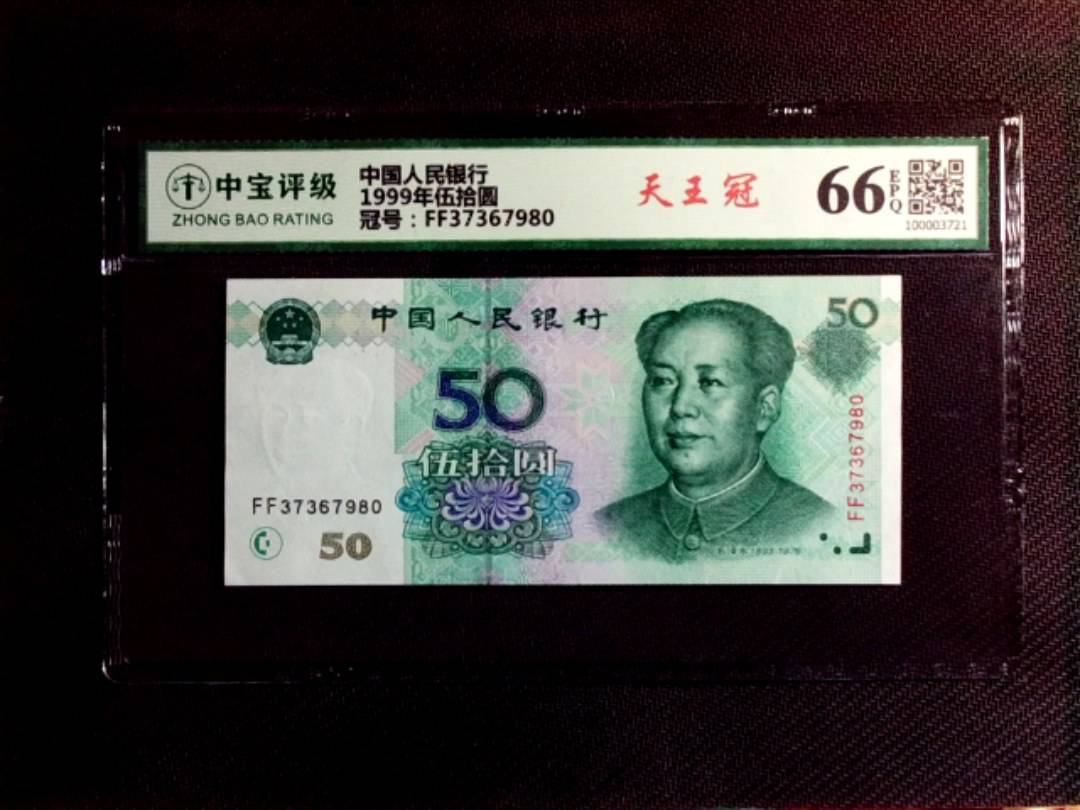 中宝评级
ZHONG BAO RATING
中国人民银行
1999年伍拾圆
冠号：FF37367980
天王冠
66
EPQ
100003721
中国人民银行
50
50
伍拾圆
FF37367980
50
FF37367980